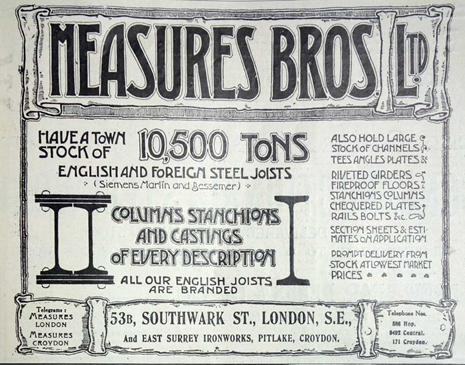 MEASURES BROS. LTD.
HAVE A TOWN
STOCK OF 10,500 TONS
ENGLISH AND FOREIGN STEEL JOISTS
(Siemens Martin and Bessemer)
COLUMNS STANCHIONS
AND CASTINGS
OF EVERY DESCRIPTION
ALL OUR ENGLISH JOISTS
ARE BRANDED
ALSO HOLD LARGE
STOCK OF CHANNELS
TEES ANGLES PLATES &
RIVETED GIRDERS
FIREPROOF FLOORS
STANCHIONS COLUMNS
CHEQUERED PLATES
RAILS BOLTS &c.
SECTION SHEETS & ESTI-
MATES ON APPLICATION
PROMPT DELIVERY FROM
STOCK AT LOWEST MARKET
PRICES
Telegrams:
MEASURES
LONDON
MEASURES
CROYDON
53B, SOUTHWARK ST., LONDON, S.E.,
And EAST SURREY IRONWORKS, PITLAKE, CROYDON.
Telephone Nos.
Hop.
Central.
171 Croydon.